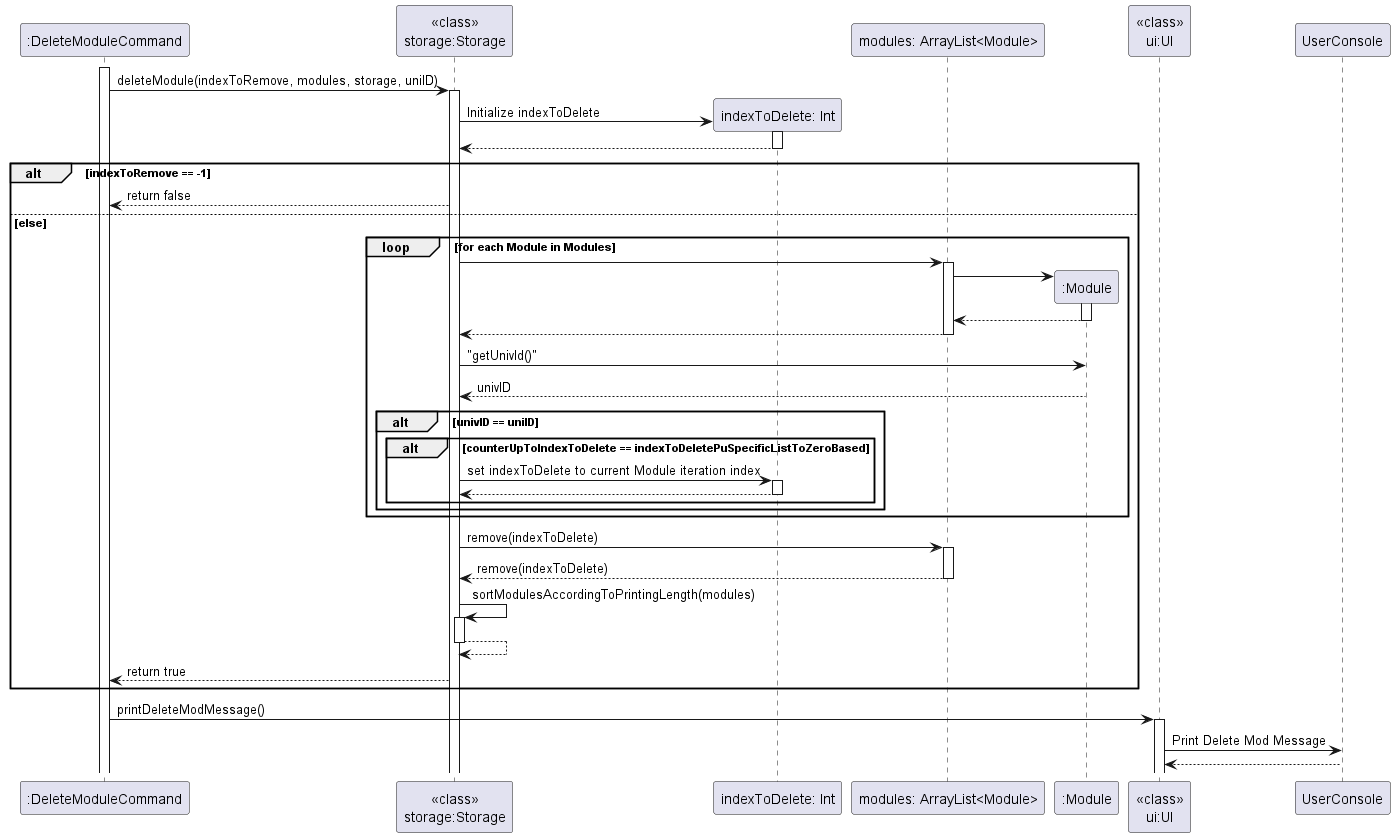 «class»
:DeleteModuleCommand
storage:Storage
modules: ArrayList<Module>
«class»
ui:UI
UserConsole
deleteModule(indexToRemove, modules, storage, uniID)
Initialize indexToDelete
indexToDelete: Int
alt
[indexToRemove == -1]
return false
[else]
loop
[for each Module in Modules]
:Module
"getUnivId()"
univID
alt
[univID == uniID]
alt
[counterUpToIndexToDelete == indexToDeletePuSpecificListToZeroBased]
set indexToDelete to current Module iteration index
remove(indexToDelete)
remove(indexToDelete)
sortModulesAccordingToPrintingLength(modules)
return true
printDeleteModMessage()
Print Delete Mod Message
:DeleteModuleCommand
«class»
storage:Storage
indexToDelete: Int
modules: ArrayList<Module>
:Module
«class»
ui:UI
UserConsole